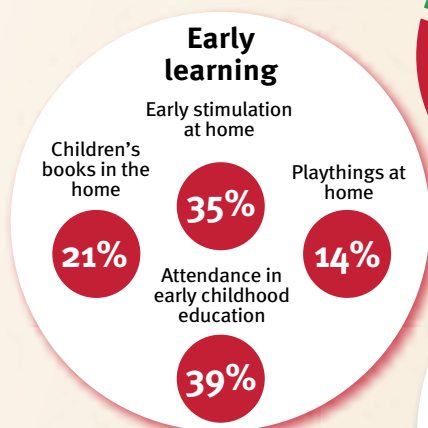 Early
learning
Early stimulation
at home
35%
Children’s
books in the
home
21%
Playthings at
home
14%
Attendance in
early childhood
education
39%